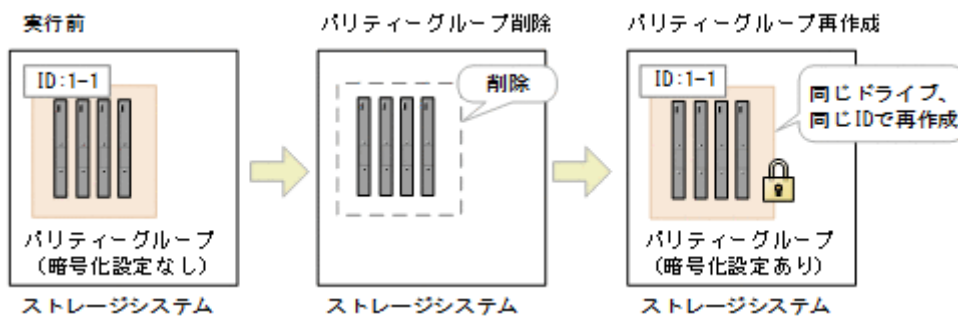 実行前
パリティーグループ削除
パリティーグループ再作成
ID:1-1
削除
ID:1-1
同じドライブ、
同じIDで再作成
パリティーグループ
（暗号化設定なし）
パリティーグループ
（暗号化設定あり）
ストレージシステム
ストレージシステム
ストレージシステム